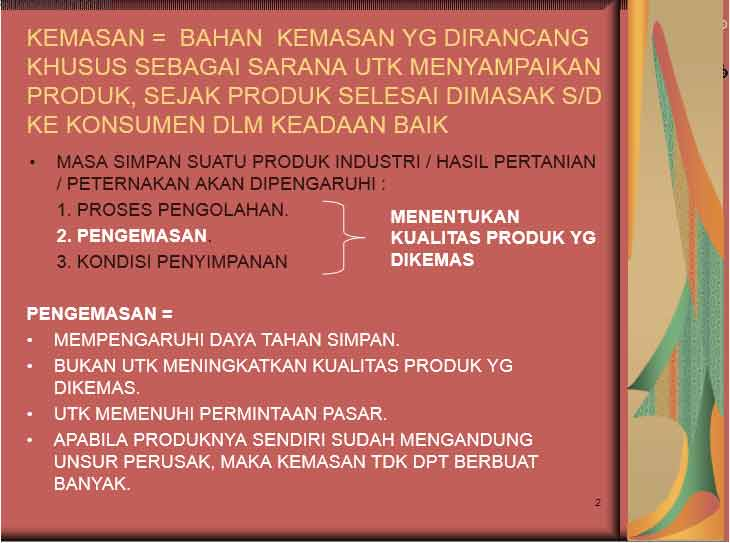 KEMASAN = BAHAN KEMASAN YG DIRANCANG
KHUSUS SEBAGAI SARANA UTK MENYAMPAIKAN
PRODUK, SEJAK PRODUK SELESAI DIMASAK S/D
KE KONSUMEN DLM KEADAAN BAIK
• MASA SIMPAN SUATU PRODUK INDUSTRI / HASIL PERTANIAN
/ PETERNAKAN AKAN DIPENGARUHI :
1. PROSES PENGOLAHAN.
2. PENGEMASAN.
3. KONDISI PENYIMPANAN
MENENTUKAN
KUALITAS PRODUK YG
DIKEMAS
PENGEMASAN =
• MEMPENGARUHI DAYA TAHAN SIMPAN.
• BUKAN UTK MENINGKATKAN KUALITAS PRODUK YG
DIKEMAS.
• UTK MEMENUHI PERMINTAAN PASAR.
• APABILA PRODUKNYA SENDIRI SUDAH MENGANDUNG
UNSUR PERUSAK, MAKA KEMASAN TDK DPT BERBUAT
BANYAK.
2